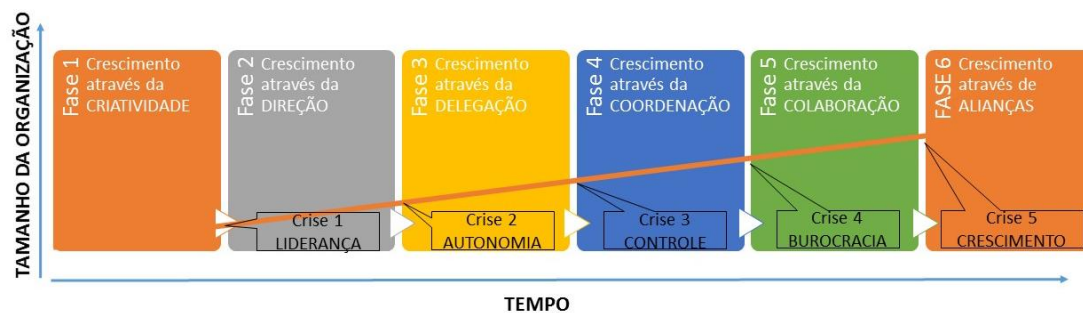 TAMANHO DA ORGANIZAÇÃO
Fase 1
Crescimento
através da
CRIATIVIDADE
Fase 2
Crescimento
através da
DIREÇÃO
Fase 3
Crescimento
através da
DELEGAÇÃO
Fase 4
Crescimento
através da
COORDENAÇÃO
Fase 5
Crescimento
através da
COLABORAÇÃO
FASE 6
Crescimento
através de
ALIANÇAS
Crise 1
LIDERANÇA
Crise 2
AUTONOMIA
Crise 3
CONTROLE
Crise 4
BUROCRACIA
Crise 5
CRESCIMENTO
TEMPO